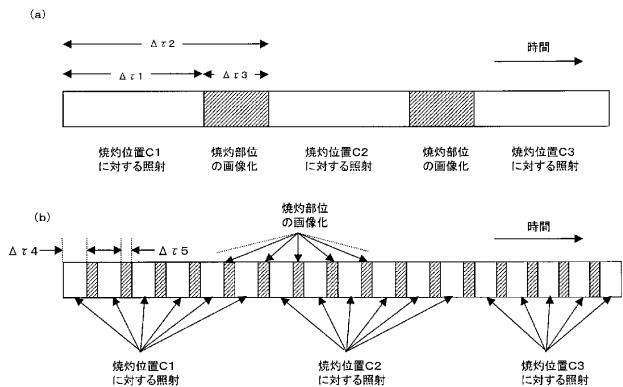 (a)
Δτ2
時間
Δτ1
Δτ3
焼灼位置C1
に対する照射
焼灼部位
の画像化
焼灼位置C2
に対する照射
焼灼部位
の画像化
焼灼位置C3
に対する照射
(b)
焼灼部位
の画像化
時間
Δτ4
Δτ5
焼灼位置C1
に対する照射
焼灼位置C2
に対する照射
焼灼位置C3
に対する照射